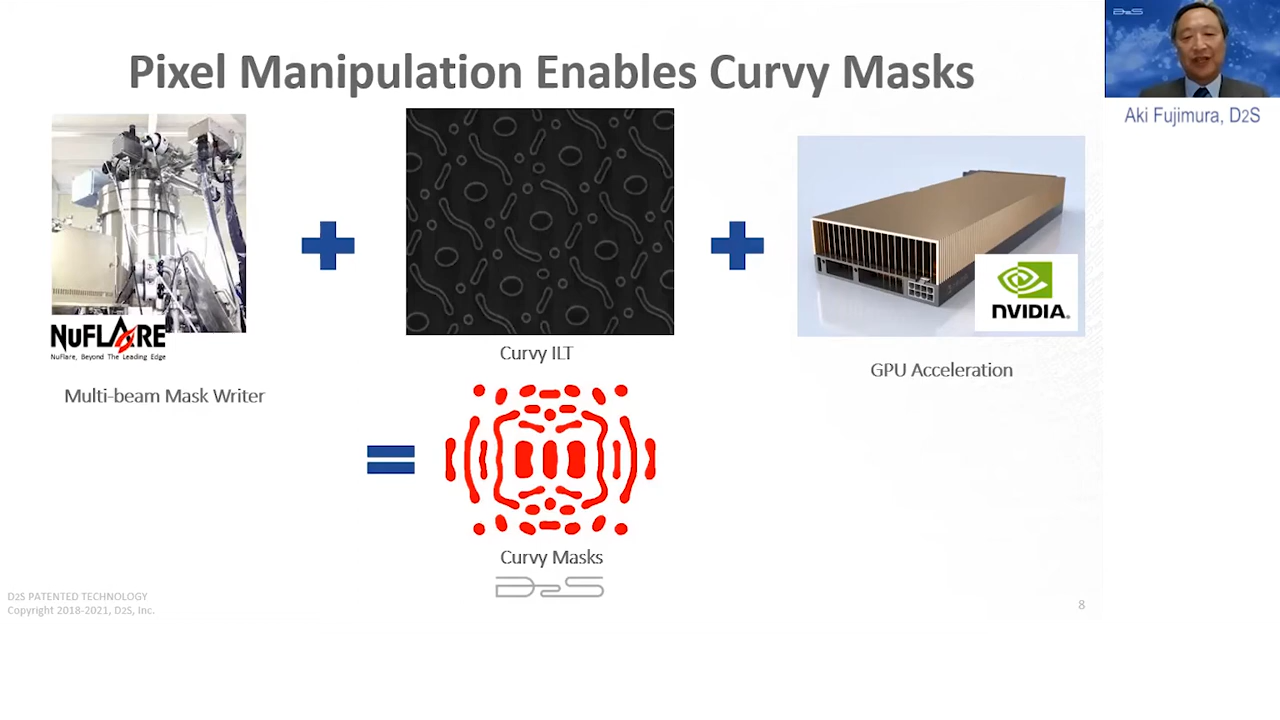 Pixel Manipulation Enables Curvy Masks
D2S
Aki Fujimura, D2S
NUFLARE
NuFlare, Beyond The Leading Edge
Multi-beam Mask Writer
Curvy ILT
NVIDIA.
GPU Acceleration
Curvy Masks
D2S
D2S PATENTED TECHNOLOGY
Copyright 2018-2021, D2S, Inc.
8